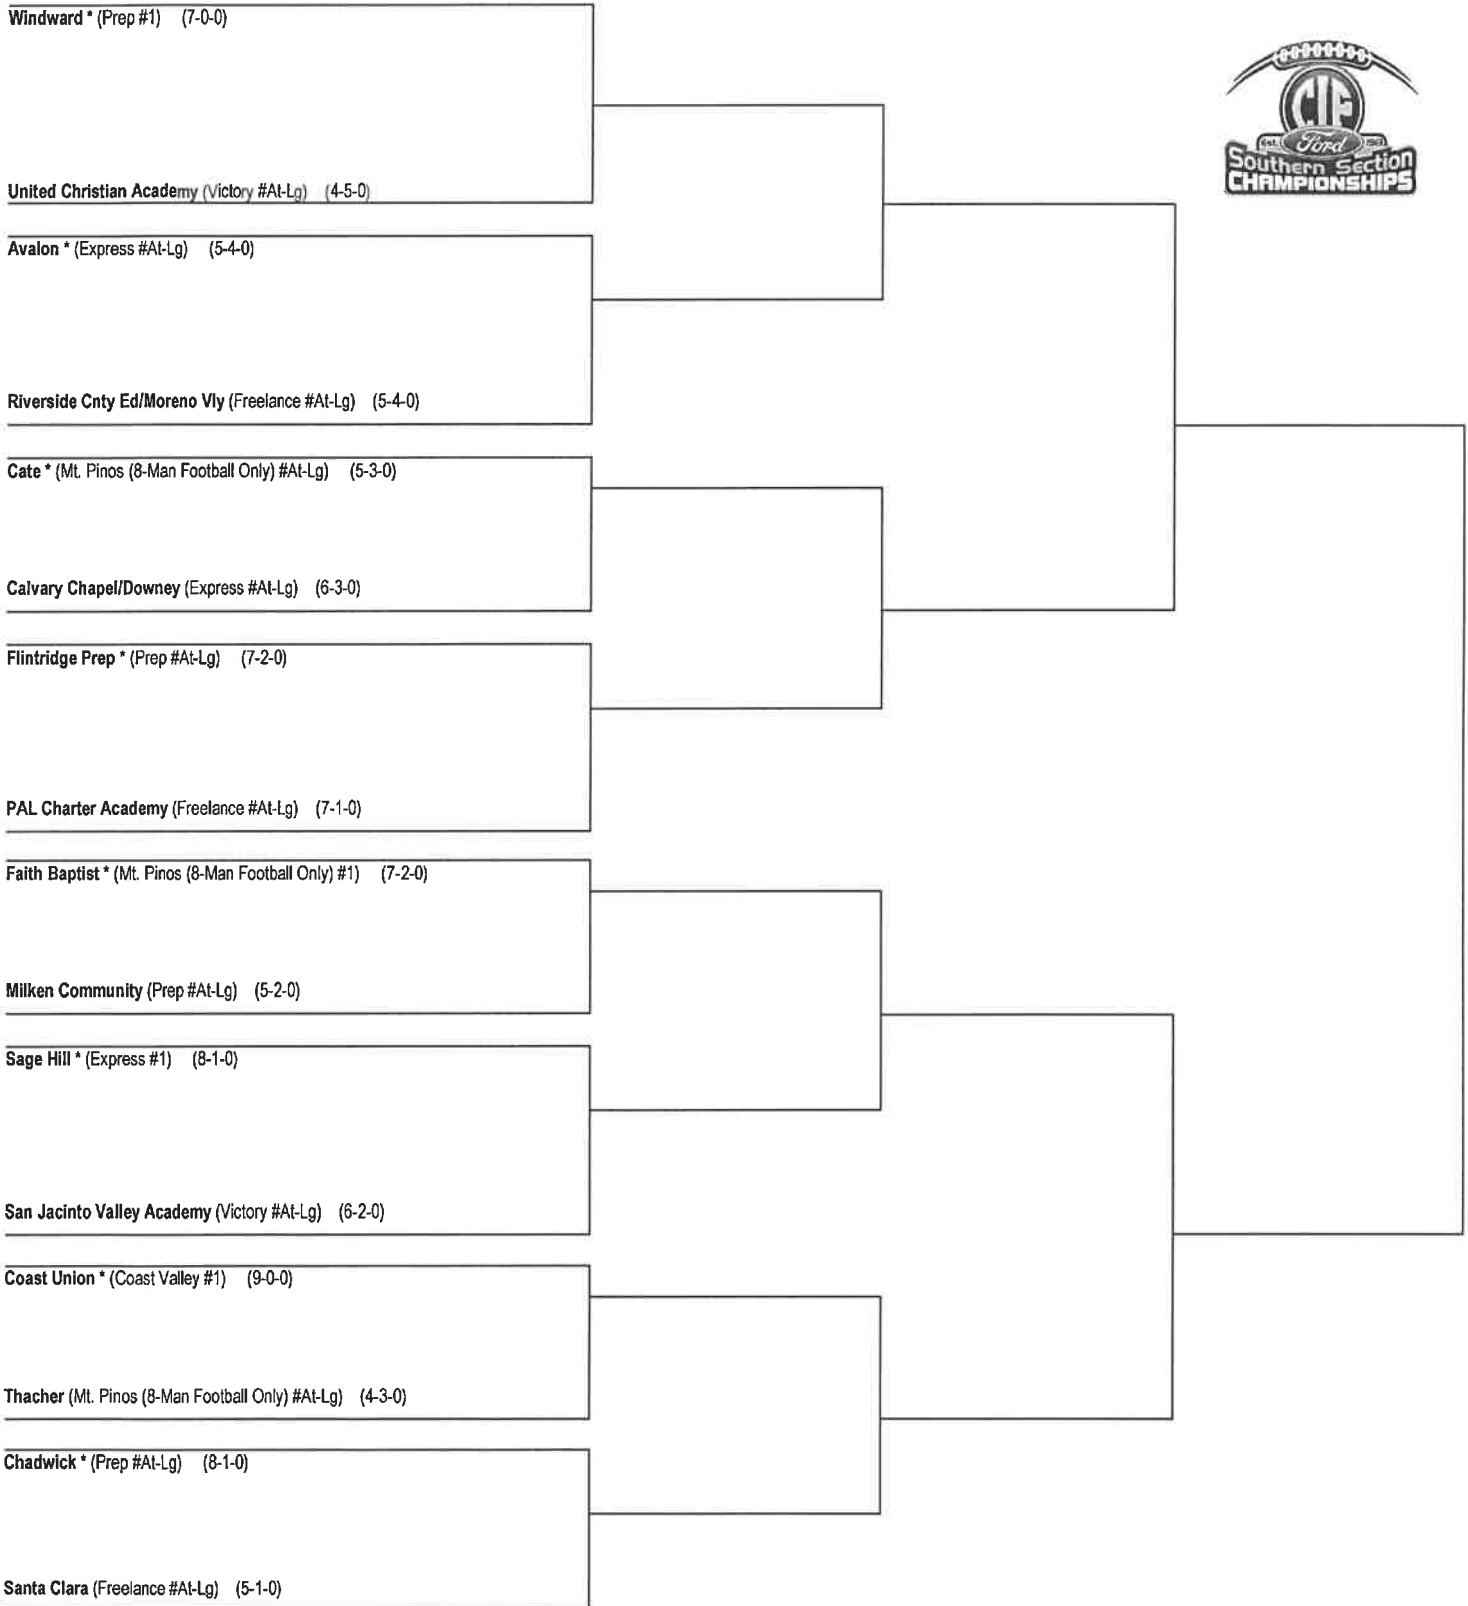 Windward * (Prep #1) (7-0-0)
CIF
Ford
Southern Section
CHAMPIONSHIPS
United Christian Academy (Victory #At-Lg) (4-5-0)
Avalon * (Express #At-Lg) (5-4-0)
Riverside Cnty Ed/Moreno Vly (Freelance #At-Lg) (5-4-0)
Cate * (Mt. Pinos (8-Man Football Only) #At-Lg) (5-3-0)
Calvary Chapel/Downey (Express #At-Lg) (6-3-0)
Flintridge Prep * (Prep #At-Lg) (7-2-0)
PAL Charter Academy (Freelance #At-Lg) (7-1-0)
Faith Baptist * (Mt. Pinos (8-Man Football Only) #1) (7-2-0)
Milken Community (Prep #At-Lg) (5-2-0)
Sage Hill * (Express #1) (8-1-0)
San Jacinto Valley Academy (Victory #At-Lg) (6-2-0)
Coast Union * (Coast Valley #1) (9-0-0)
Thacher (Mt. Pinos (8-Man Football Only) #At-Lg) (4-3-0)
Chadwick * (Prep #At-Lg) (8-1-0)
Santa Clara (Freelance #At-Lg) (5-1-0)